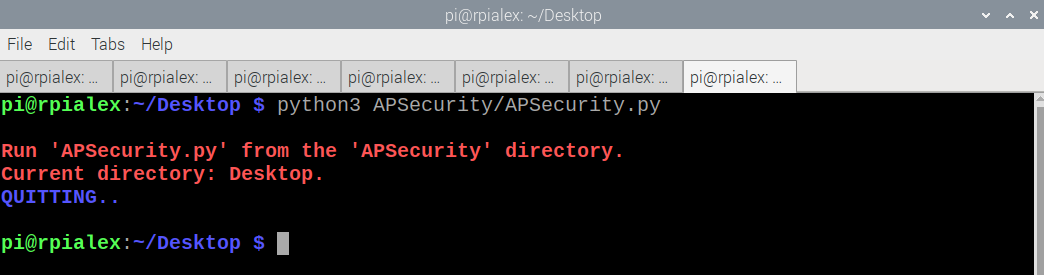 pi@rpialex: ~/Desktop
File Edit Tabs Help
pi@rpialex: ... pi@rpialex: ... pi@rpialex: ... pi@rpialex: ... pi@rpialex: ... pi@rpialex: ... pi@rpialex: ...
pi@rpialex:~/Desktop $ python3 APSecurity/APSecurity.py
Run 'APSecurity.py' from the 'APSecurity' directory.
Current directory: Desktop.
QUITTING..
pi@rpialex:~/Desktop $